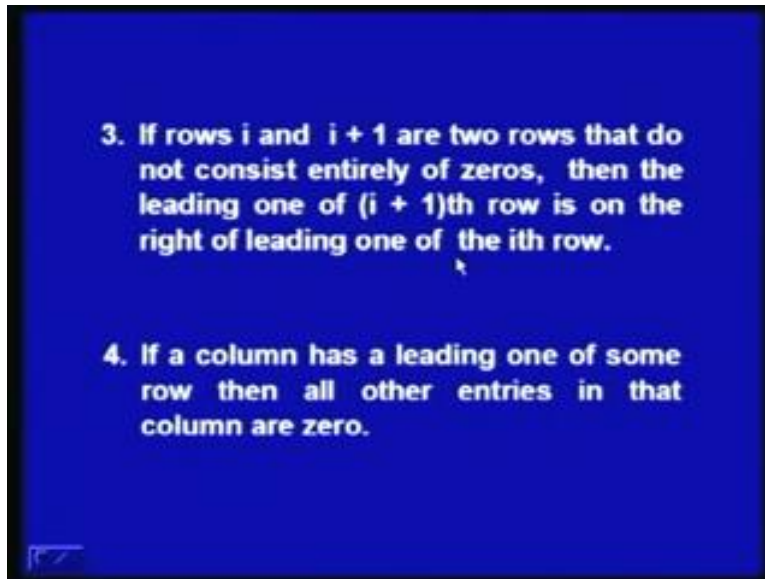 3. If rows i and i + 1 are two rows that do
not consist entirely of zeros, then the
leading one of (i + 1)th row is on the
right of leading one of the ith row.
4. If a column has a leading one of some
row then all other entries in that
column are zero.